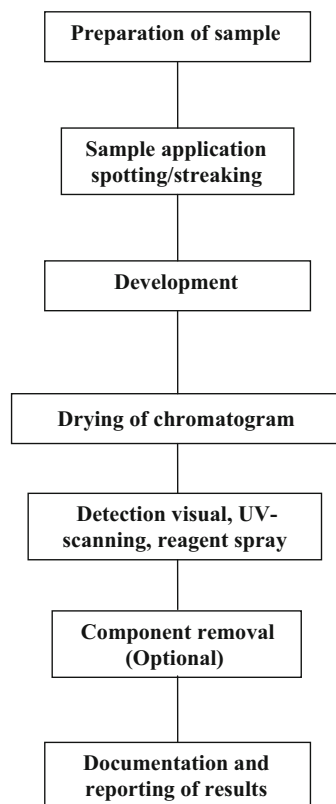 Preparation of sample
Sample application
spotting/streaking
Development
Drying of chromatogram
Detection visual, UV-
scanning, reagent spray
Component removal
(Optional)
Documentation and
reporting of results